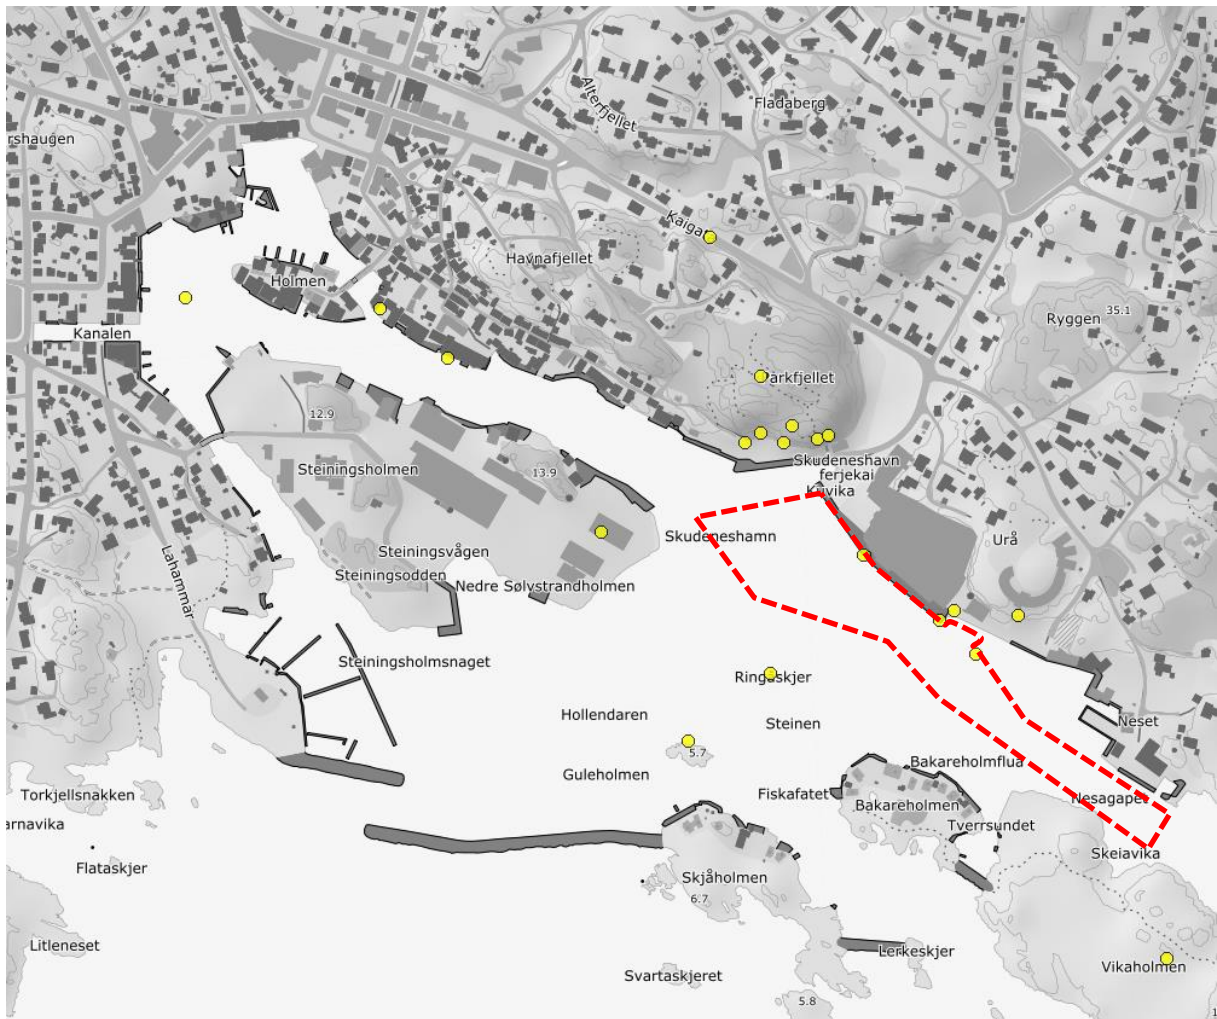 Alterfjellet
Fladaberg
rshaugen
Kaigat
Havnafjellet
Holmen
35.1
Ryggen
Kanalen
Parkfjellet
12.9
Steiningsholmen
13.9
Skudeneshavn
ferjekai
Skudeneshamn
Urå
Steiningsvågen
Steiningsodden
Nedre Sølvstrandholmen
Lahammar
Steiningsholmsnaget
Ringaskjer
Hollendaren
Steinen
Neset
5.7
Bakareholmflua
Guleholmen
Fiskafatet
Torkjellsnakken
Nesagapet
Bakareholmen
arnavika
Tverrsundet
Skeiavika
Flataskjer
Skjåholmen
6.7
Litleneset
Lerkeskjer
Vikaholmen
Svartaskjeret
5.8
1